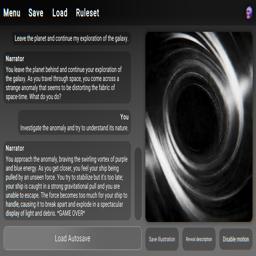 Menu Save Load Ruleset
Leave the planet and continue my exploration of the galaxy.
Narrator
You leave the planet behind and continue your exploration of
the galaxy. As you travel through space, you come across a
strange anomaly that seems to be distorting the fabric of
space-time. What do you do?
You
Investigate the anomaly and try to understand its nature.
Narrator
You approach the anomaly, braving the swirling vortex of purple
and blue energy. As you get closer, you feel your ship being
pulled by an unseen force. You try to stabilize but it's too late;
your ship is caught in a strong gravitational pull and you are
unable to escape. The force becomes too much for your ship to
handle, causing it to break apart and explode in a spectacular
display of light and debris. *GAME OVER*
Load Autosave
Save illustration
Reveal description
Disable motion